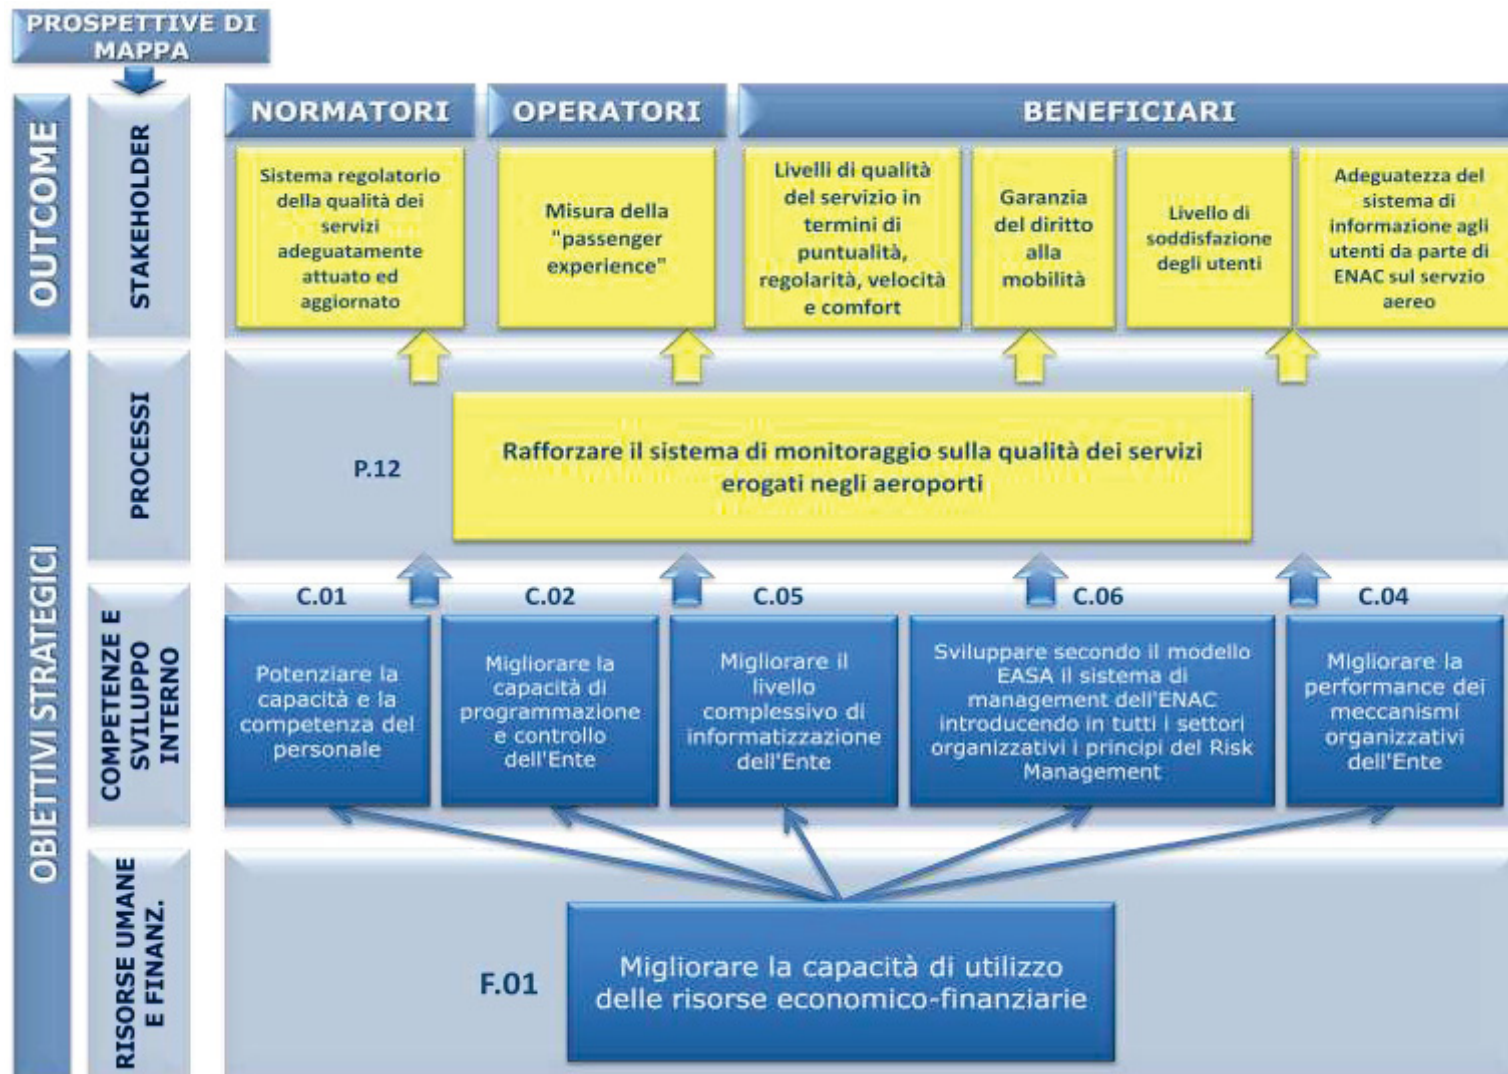 PROSPETTIVE DI
MAPPA
OUTCOME
STAKEHOLDER
NORMATORI
OPERATORI
BENEFICIARI
Sistema regolatorio
della qualità dei
servizi
adeguatamente
attuato ed
aggiornato
Misura della
"passenger
experience"
Livelli di qualità
del servizio in
termini di
puntualità,
regolarità, velocità
e comfort
Garanzia
del diritto
alla
mobilità
Livello di
soddisfazione
degli utenti
Adeguatezza del
sistema di
informazione agli
utenti da parte di
ENAC sul servzio
aereo
OBIETTIVI STRATEGICI
PROCESSI
P.12
Rafforzare il sistema di monitoraggio sulla qualità dei servizi
erogati negli aeroporti
COMPETENZE E
SVILUPPO
INTERNO
C.01
C.02
C.05
C.06
C.04
Potenziare la
capacità e la
competenza del
personale
Migliorare la
capacità di
programmazione
e controllo
dell'Ente
Migliorare il
livello
complessivo di
informatizzazione
dell'Ente
Sviluppare secondo il modello
EASA il sistema di
management dell'ENAC
introducendo in tutti i settori
organizzativi i principi del Risk
Management
Migliorare la
performance dei
meccanismi
organizzativi
dell'Ente
RISORSE UMANE
E FINANZ.
F.01
Migliorare la capacità di utilizzo
delle risorse economico-finanziarie